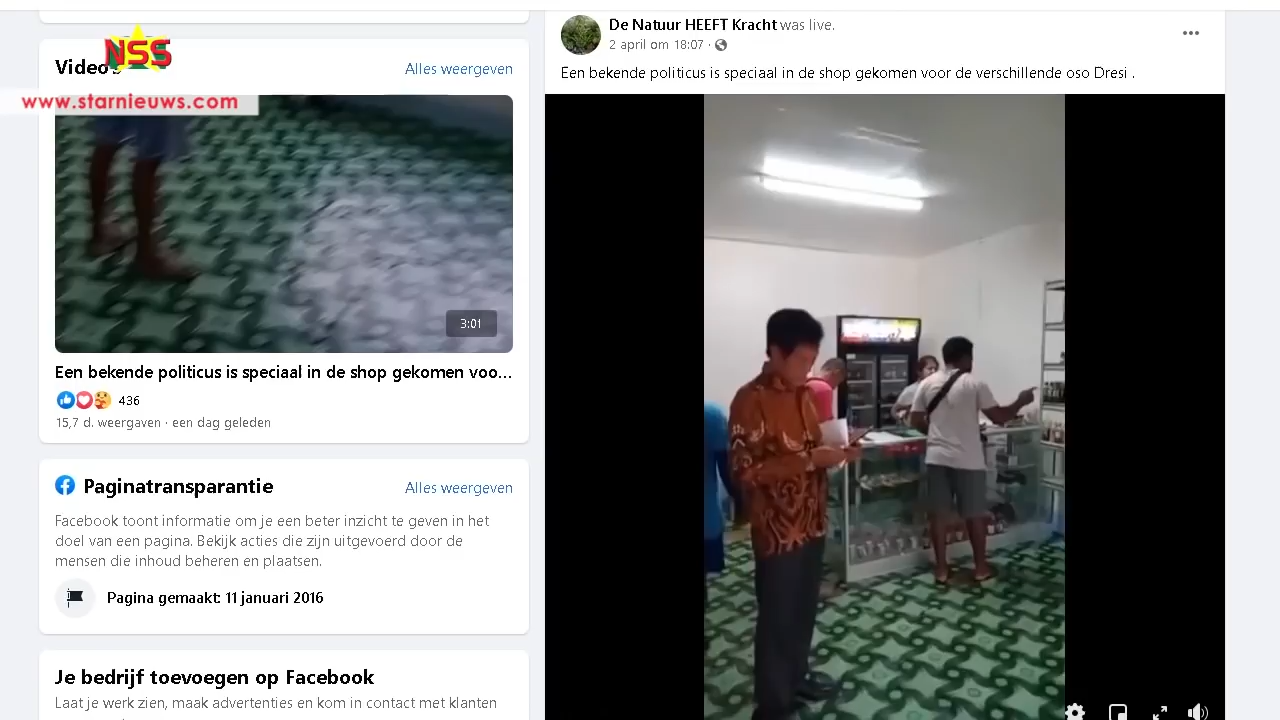 NSS
Video's
Alles weergeven
www.starnieuws.com
3:01
Een bekende politicus is speciaal in de shop gekomen voo...
436
15,7 d. weergaven · een dag geleden
Paginatransparantie
Alles weergeven
Facebook toont informatie om je een beter inzicht te geven in het
doel van een pagina. Bekijk acties die zijn uitgevoerd door de
mensen die inhoud beheren en plaatsen.
Pagina gemaakt: 11 januari 2016
Je bedrijf toevoegen op Facebook
Laat je werk zien, maak advertenties en kom in contact met klanten
De Natuur HEEFT Kracht was live.
2 april om 18:07 ·
Een bekende politicus is speciaal in de shop gekomen voor de verschillende oso Dresi .